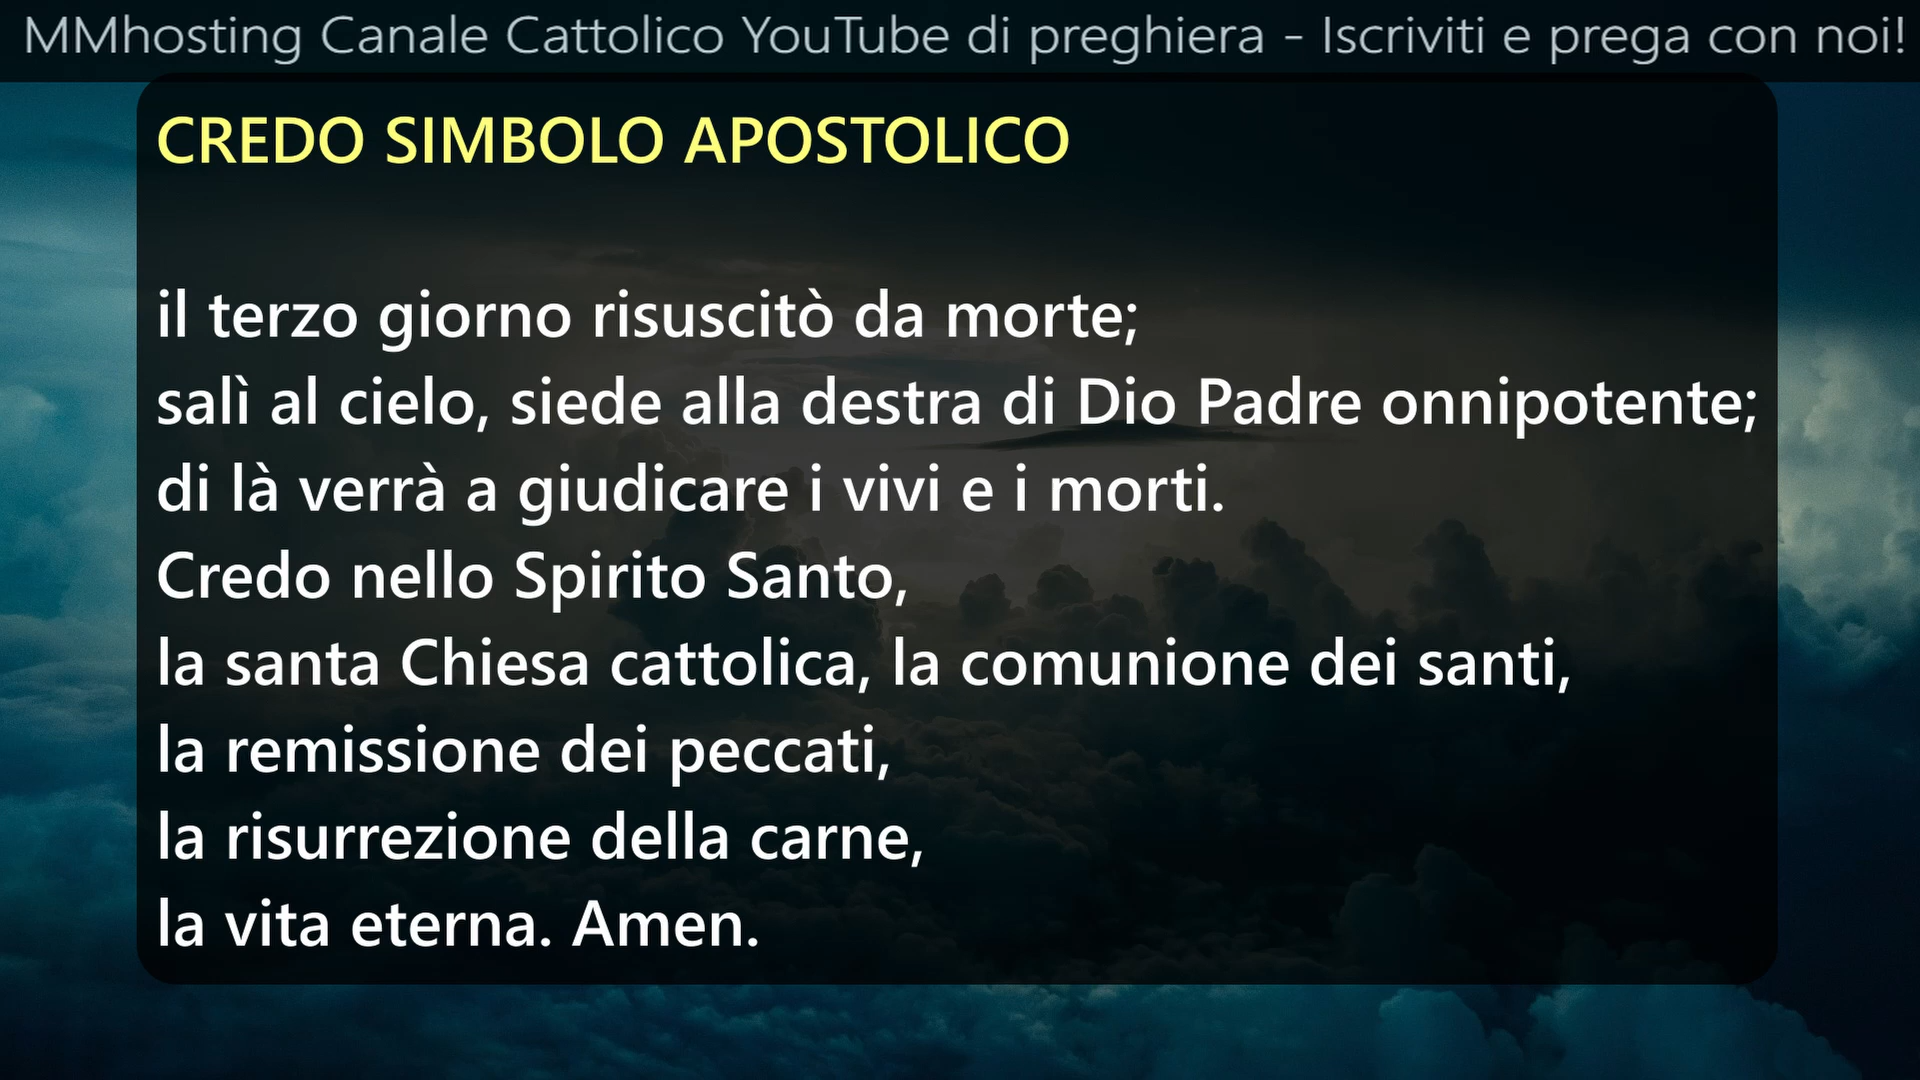 MMhosting Canale Cattolico YouTube di preghiera - Iscriviti e prega con noi!
CREDO SIMBOLO APOSTOLICO
il terzo giorno risuscitò da morte;
salì al cielo, siede alla destra di Dio Padre onnipotente;
di là verrà a giudicare i vivi e i morti.
Credo nello Spirito Santo,
la santa Chiesa cattolica, la comunione dei santi,
la remissione dei peccati,
la risurrezione della carne,
la vita eterna. Amen.